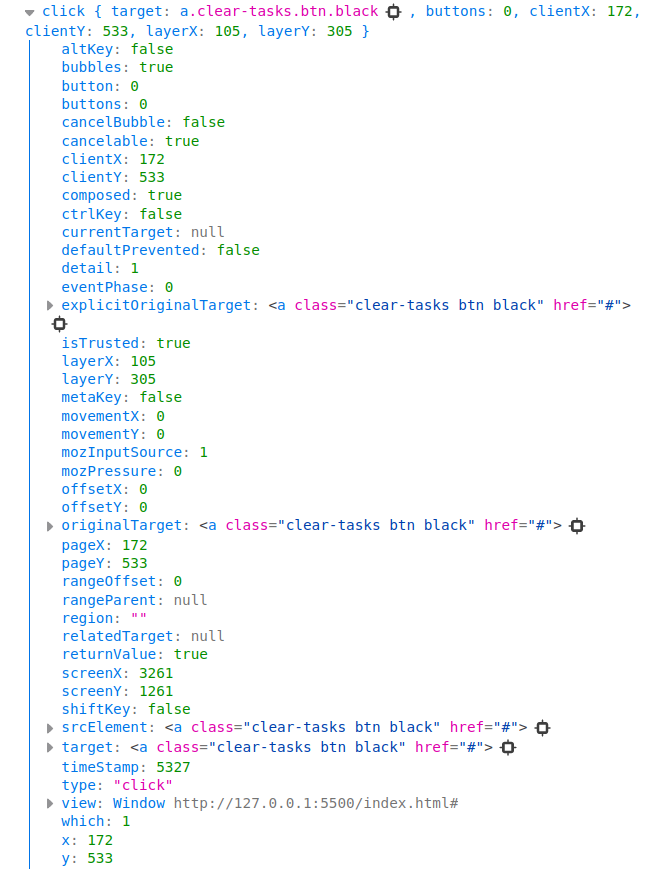 click { target: a.clear-tasks.btn.black , buttons: 0, clientX: 172,
clientY: 533, layerX: 105, layerY: 305 }
altKey: false
bubbles: true
button: 0
buttons: 0
cancelBubble: false
cancelable: true
clientX: 172
clientY: 533
composed: true
ctrlKey: false
currentTarget: null
defaultPrevented: false
detail: 1
eventPhase: 0
explicitOriginalTarget: <a class="clear-tasks btn black" href="#">
isTrusted: true
layerX: 105
layerY: 305
metaKey: false
movementX: 0
movementY: 0
mozInputSource: 1
mozPressure: 0
offsetX: 0
offsetY: 0
originalTarget: <a class="clear-tasks btn black" href="#">
pageX: 172
pageY: 533
rangeOffset: 0
rangeParent: null
region: ""
relatedTarget: null
returnValue: true
screenX: 3261
screenY: 1261
shiftKey: false
srcElement: <a class="clear-tasks btn black" href="#">
target: <a class="clear-tasks btn black" href="#">
timeStamp: 5327
type: "click"
view: Window http://127.0.0.1:5500/index.html#
which: 1
x: 172
y: 533